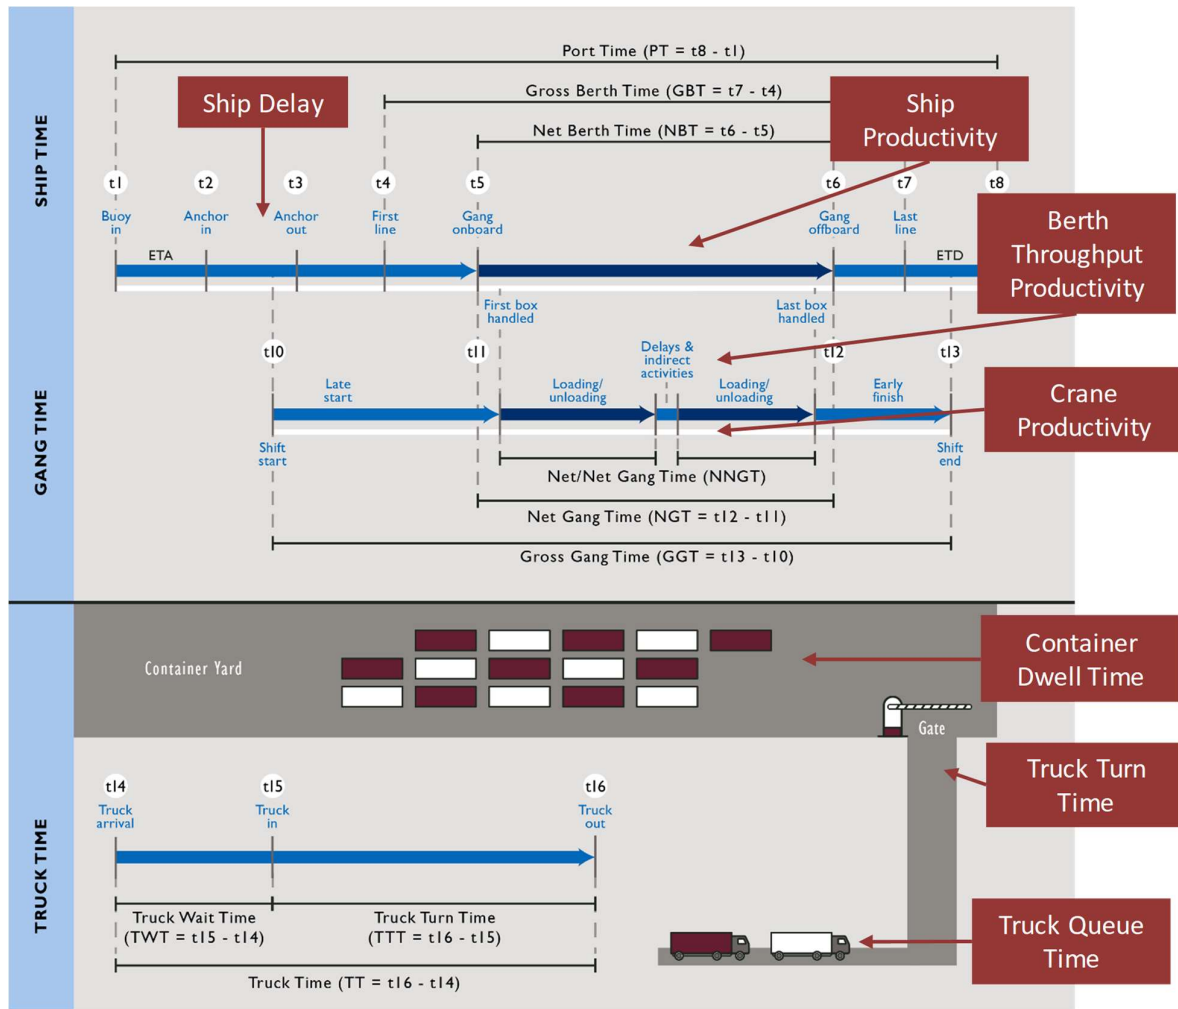 Port Time (PT = t8 - t1)
Ship Delay
Gross Berth Time (GBT = t7 - t4)
Ship
Productivity
Net Berth Time (NBT = t6 - t5)
SHIP TIME
t1
t2
t3
t4
t5
t6
t7
t8
Buoy
in
Anchor
in
Anchor
out
First
line
Gang
onboard
Gang
offboard
Last
line
ETA
ETD
Berth
Throughput
Productivity
First box
handled
Last box
handled
GANG TIME
t10
t11
t12
t13
Late
start
Loading/
unloading
Delays &
indirect
activities
Loading/
unloading
Early
finish
Crane
Productivity
Shift
start
Shift
end
Net/Net Gang Time (NNGT)
Net Gang Time (NGT = t12 - t11)
Gross Gang Time (GGT = t13 - t10)
Container Yard
Container
Dwell Time
Gate
TRUCK TIME
t14
t15
t16
Truck
arrival
Truck
in
Truck
out
Truck Turn
Time
Truck Wait Time
(TWT = t15 - t14)
Truck Turn Time
(TTT = t16 - t15)
Truck Time (TT = t16 - t14)
Truck Queue
Time